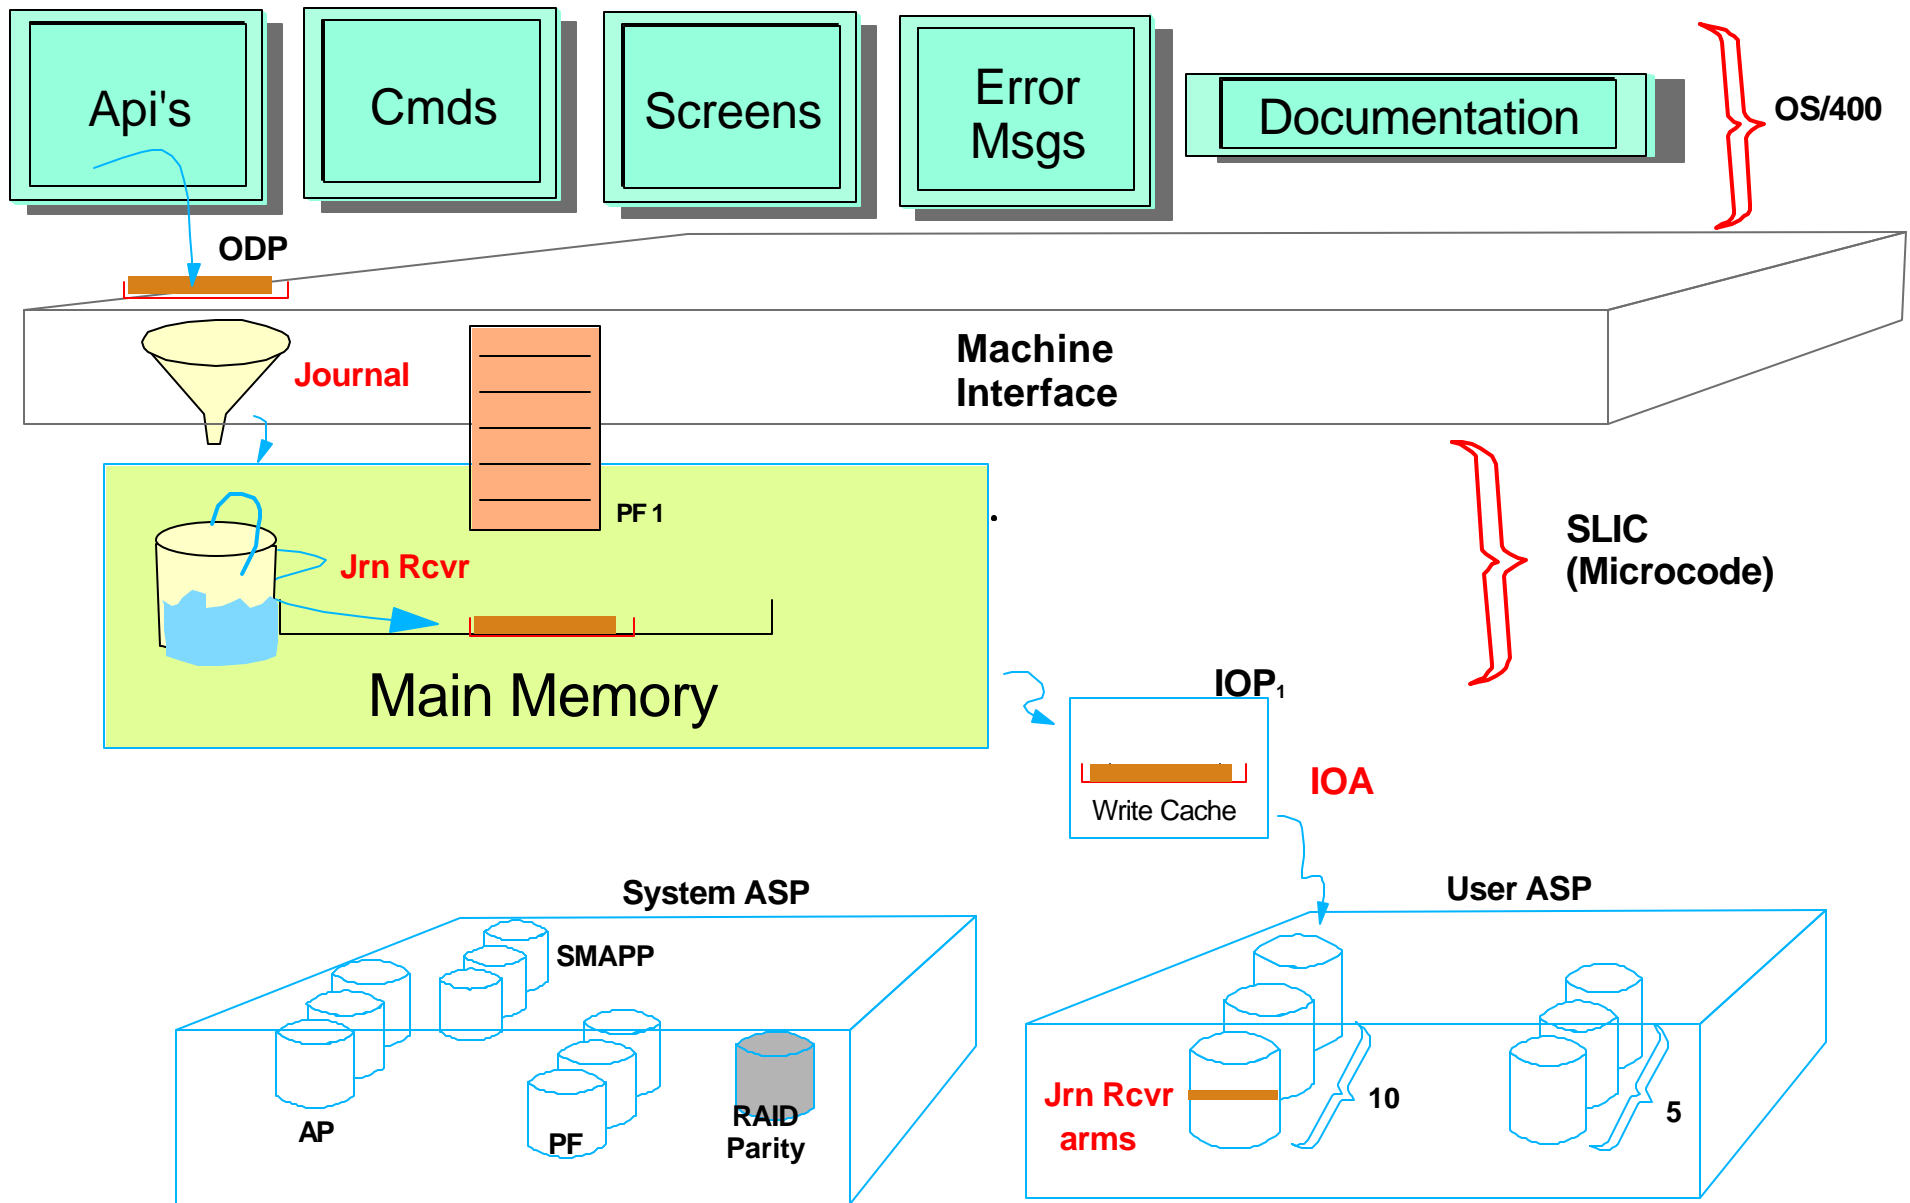 Api's
Cmds
Screens
Error
Msgs
Documentation
OS/400
ODP
Journal
Machine
Interface
PF 1
Jrn Rcvr
SLIC
(Microcode)
Main Memory
IOP1
Write Cache
IOA
System ASP
User ASP
SMAPP
AP
PF
RAID
Parity
Jrn Rcvr
arms
10
5